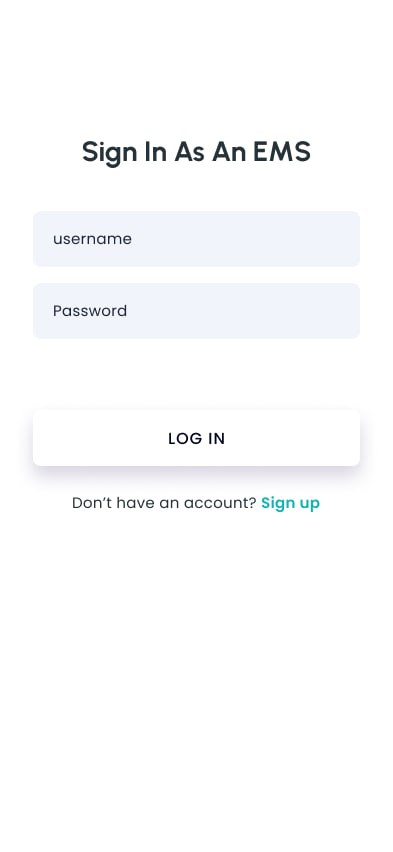 Sign In As An EMS
username
Password
LOG IN
Don’t have an account? Sign up